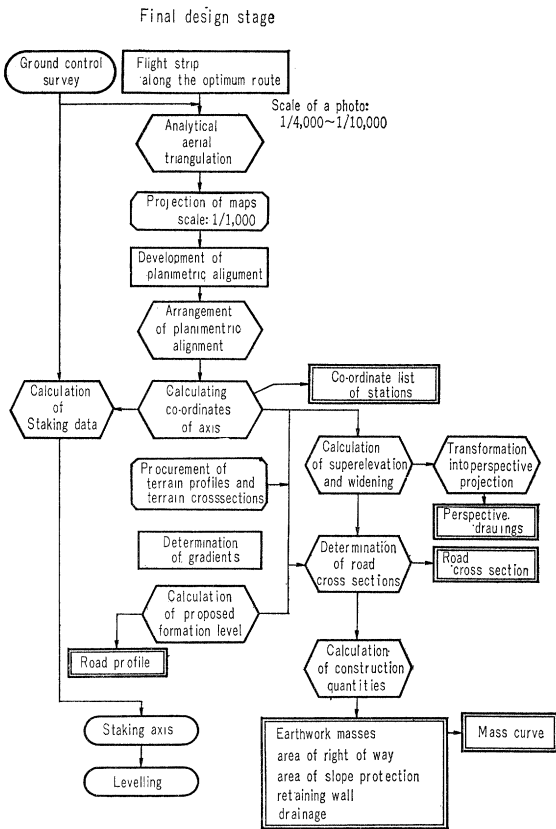 Final design stage
Ground control
survey
Flight strip
along the optimum route
Scale of a photo:
1/4,000~1/10,000
Analytical
aerial
triangulation
Projection of maps
scale: 1/1,000
Development of
planimetric aligument
Arrangement
of planimentric
alignment
Co-ordinate list
of stations
Calculation
of
Staking data
Calculating
co-ordinates
of axis
Calculation
of superelevation
and widening
Transformation
into perspective
projection
Procurement of
terrain profiles and
terrain crosssections
Perspective
drawings
Determination
of gradients
Determination
of road
cross sections
Road
cross section
Calculation
of proposed
formation level
Road profile
Calculation
of construction
quantities
Staking axis
Levelling
Earthwork masses
area of right of way
area of slope protection
retaining wall
drainage
Mass curve